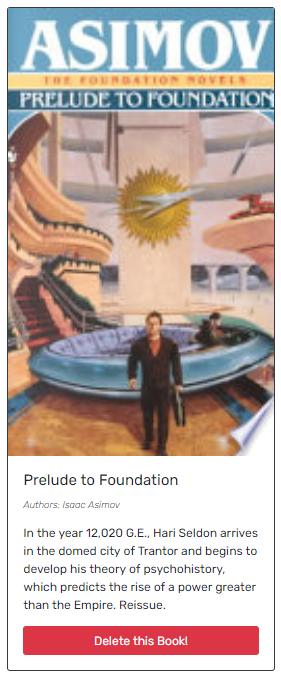 ASIMOV
THE FOUNDATION NOVELS
PRELUDE TO FOUNDATION
Prelude to Foundation
Authors: Isaac Asimov
In the year 12,020 G.E., Hari Seldon arrives
in the domed city of Trantor and begins to
develop his theory of psychohistory,
which predicts the rise of a power greater
than the Empire. Reissue.
Delete this Book!